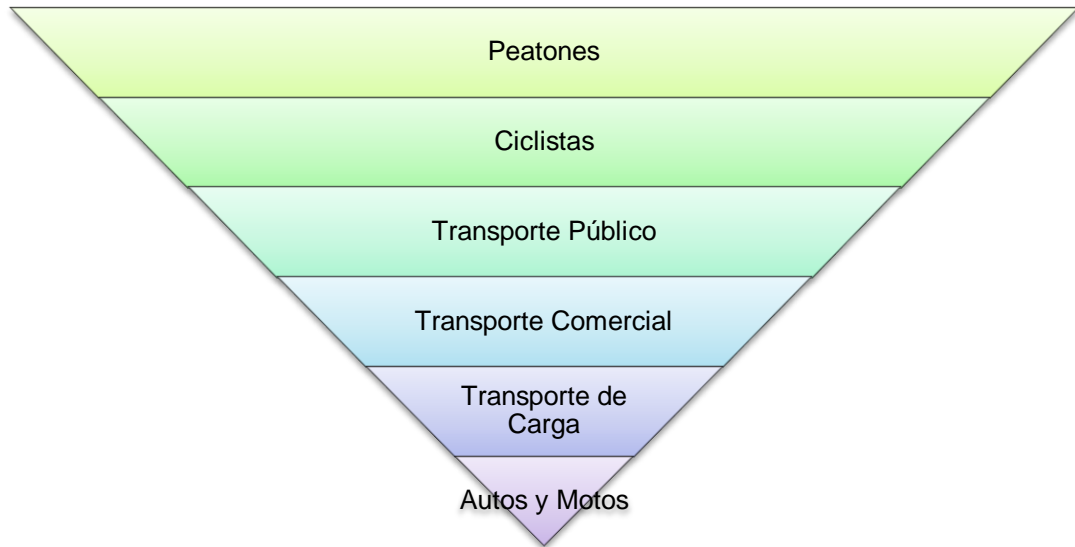 Peatones
Ciclistas
Transporte Público
Transporte Comercial
Transporte de
Carga
Autos y Motos